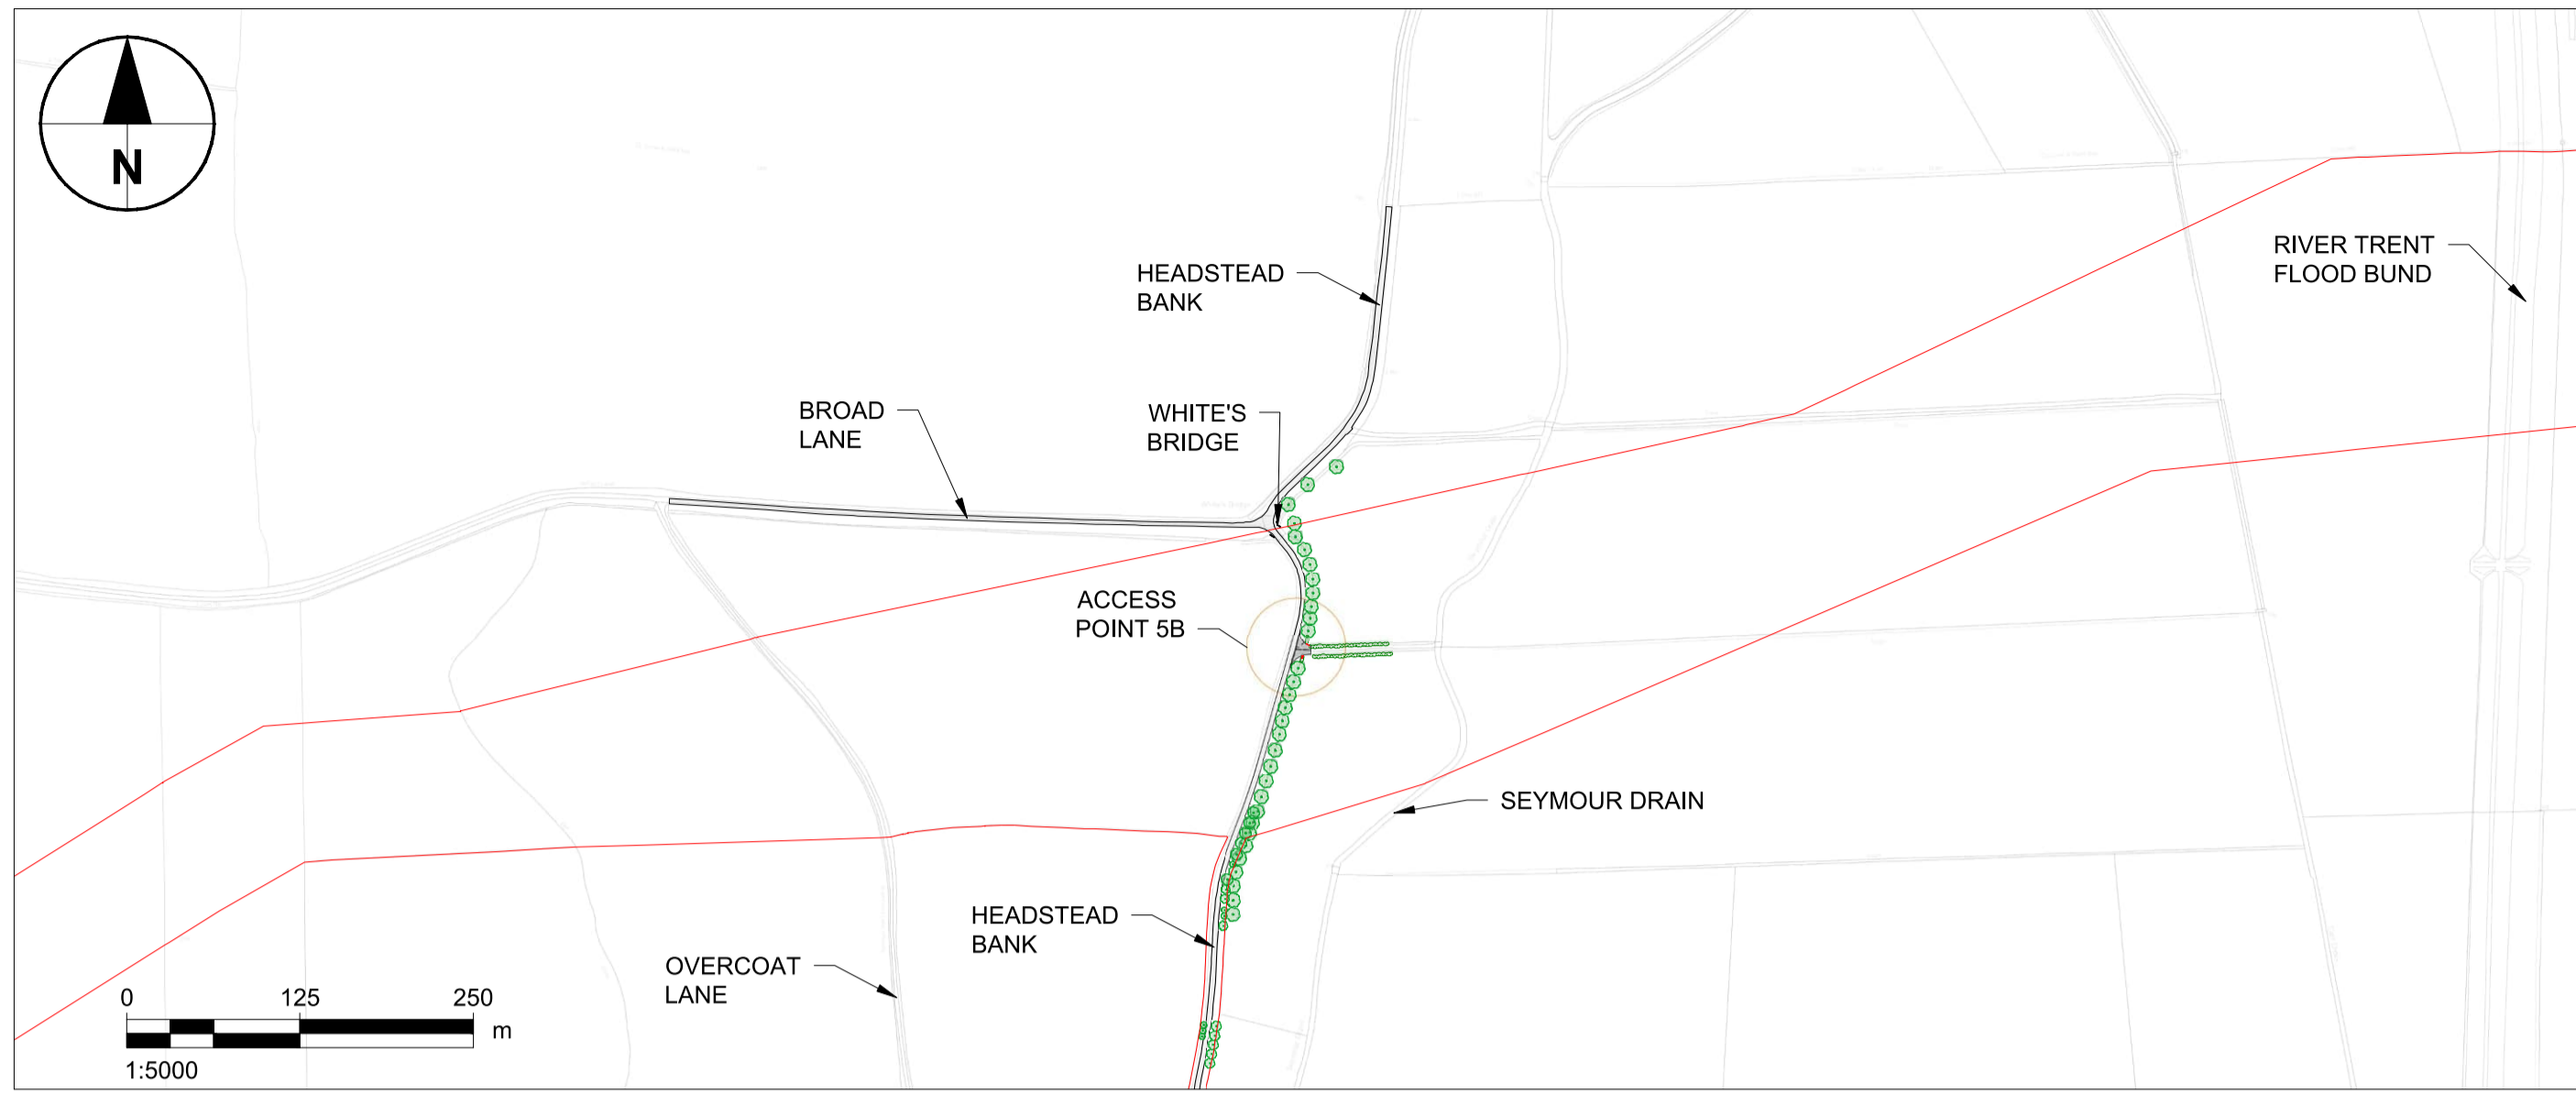 N
HEADSTEAD
BANK
RIVER TRENT
FLOOD BUND
BROAD
LANE
WHITE'S
BRIDGE
ACCESS
POINT 5B
SEYMOUR DRAIN
HEADSTEAD
BANK
OVERCOAT
LANE
0 125 250
m
1:5000